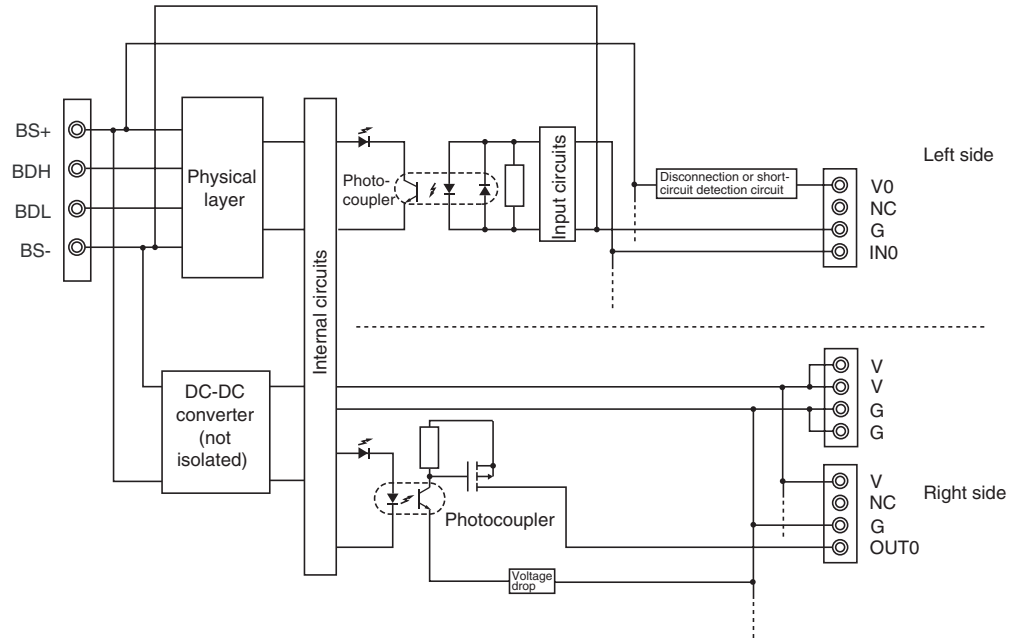 BS+
BDH
BDL
BS-
Physical
layer
DC-DC
converter
(not
isolated)
Internal circuits
Photo-
coupler
Input circuits
Disconnection or short-
circuit detection circuit
Left side
V0
NC
G
IN0
V
V
G
G
Photocoupler
Voltage
drop
V
NC
G
OUT0
Right side